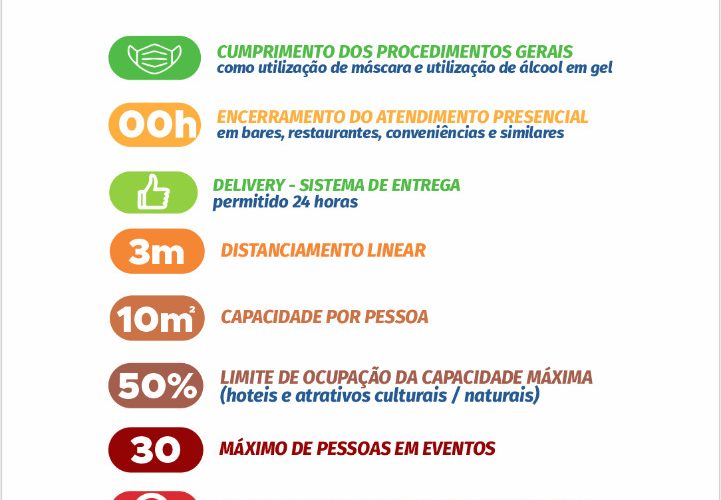 CUMPRIMENTO DOS PROCEDIMENTOS GERAIS
como utilização de máscara e utilização de álcool em gel
00h
ENCERRAMENTO DO ATENDIMENTO PRESENCIAL
em bares, restaurantes, conveniências e similares
DELIVERY - SISTEMA DE ENTREGA
permitido 24 horas
3m
DISTANCIAMENTO LINEAR
10m²
CAPACIDADE POR PESSOA
50%
LIMITE DE OCUPAÇÃO DA CAPACIDADE MÁXIMA
(hoteis e atrativos culturais / naturais)
30
MÁXIMO DE PESSOAS EM EVENTOS